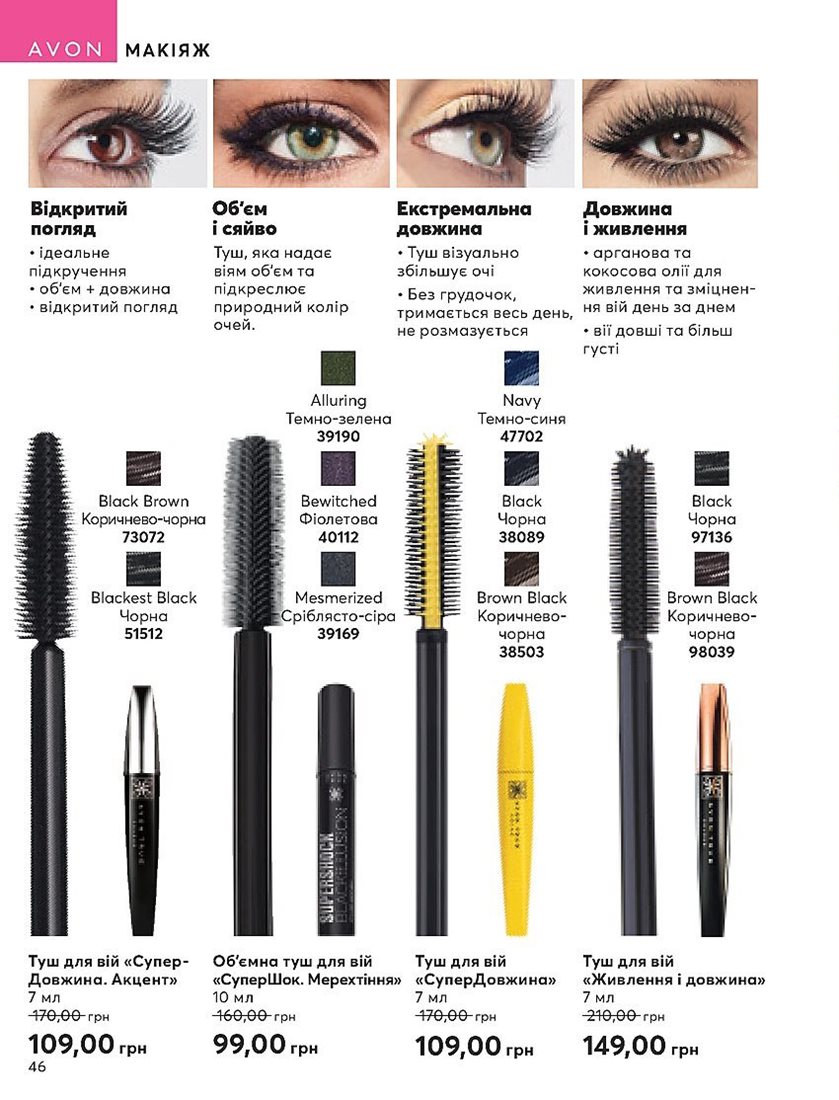 AVON
МАКІЯЖ
Відкритий
погляд
• ідеальне
підкручення
• об'єм + довжина
• відкритий погляд
Об'єм
і сяйво
Туш, яка надає
віям об'єм та
підкреслює
природний колір
очей.
Екстремальна
довжина
• Туш візуально
збільшує очі
• Без грудочок,
тримається весь день,
не розмазується
Довжина
і живлення
• арганова та
кокосова олії для
живлення та зміцнен-
ня вій день за днем
• вії довші та більш
густі
Black Brown
Коричнево-чорна
73072
Blackest Black
Чорна
51512
Alluring
Темно-зелена
39190
Bewitched
Фіолетова
40112
Mesmerized
Сріблясто-сіра
39169
Navy
Темно-синя
47702
Black
Чорна
38089
Brown Black
Коричнево-
чорна
38503
Black
Чорна
97136
Brown Black
Коричнево-
чорна
98039
SUPERSHOCK
BLACKILLUSION
Туш для вій «Супер-
Довжина. Акцент»
7 мл
170,00 грн
109,00 грн
Об'ємна туш для вій
«СуперШок. Мерехтіння»
10 мл
160,00 грн
99,00 грн
Туш для вій
«СуперДовжина»
7 мл
170,00 грн
109,00 грн
Туш для вій
«Живлення і довжина»
7 мл
210,00 грн
149,00 грн
46